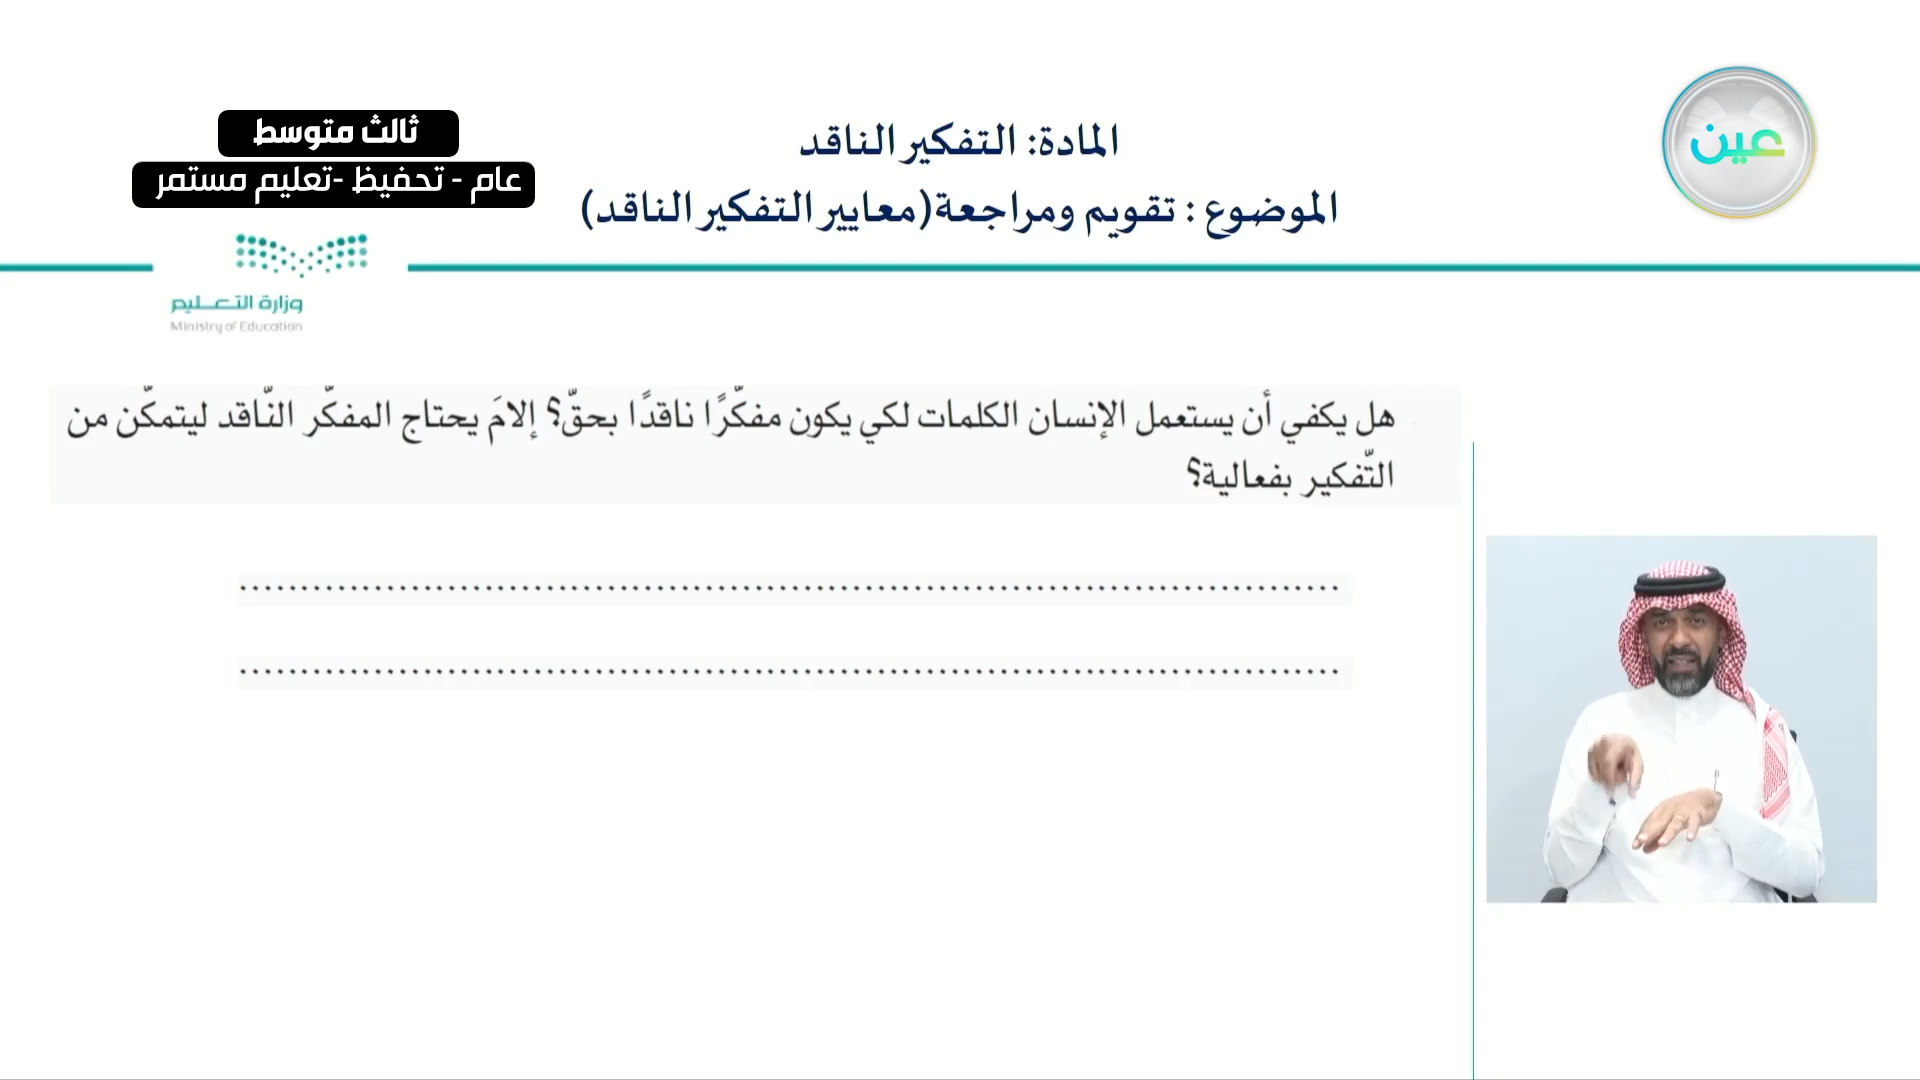 عين
المادة: التفكير الناقد
الموضوع : تقويم ومراجعة(معايير التفكير الناقد)
ثالث متوسط
عام - تحفيظ -تعليم مستمر
وزارة التعليم
Ministry of Education
هل يكفي أن يستعمل الإنسان الكلمات لكي يكون مفكّرًا ناقدًا بحقّ؟ إلامَ يحتاج المفكّر النّاقد ليتمكّن من
التّفكير بفعالية؟